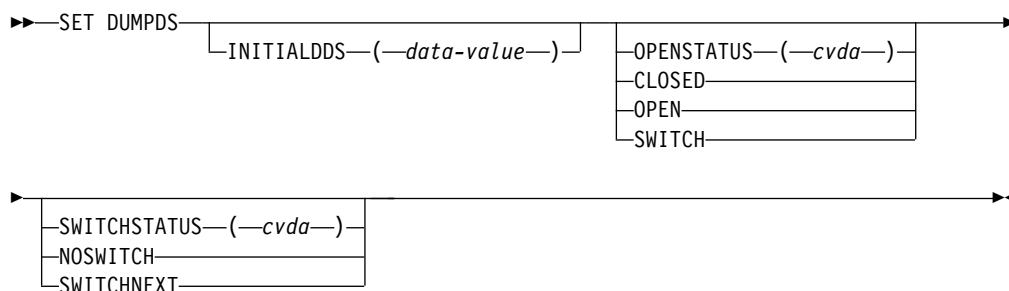 SET DUMPDS
INITIALDDS ( data-value )
OPENSTATUS ( cvda )
CLOSED
OPEN
SWITCH
SWITCHSTATUS ( cvda )
NOSWITCH
SWITCHNEXT